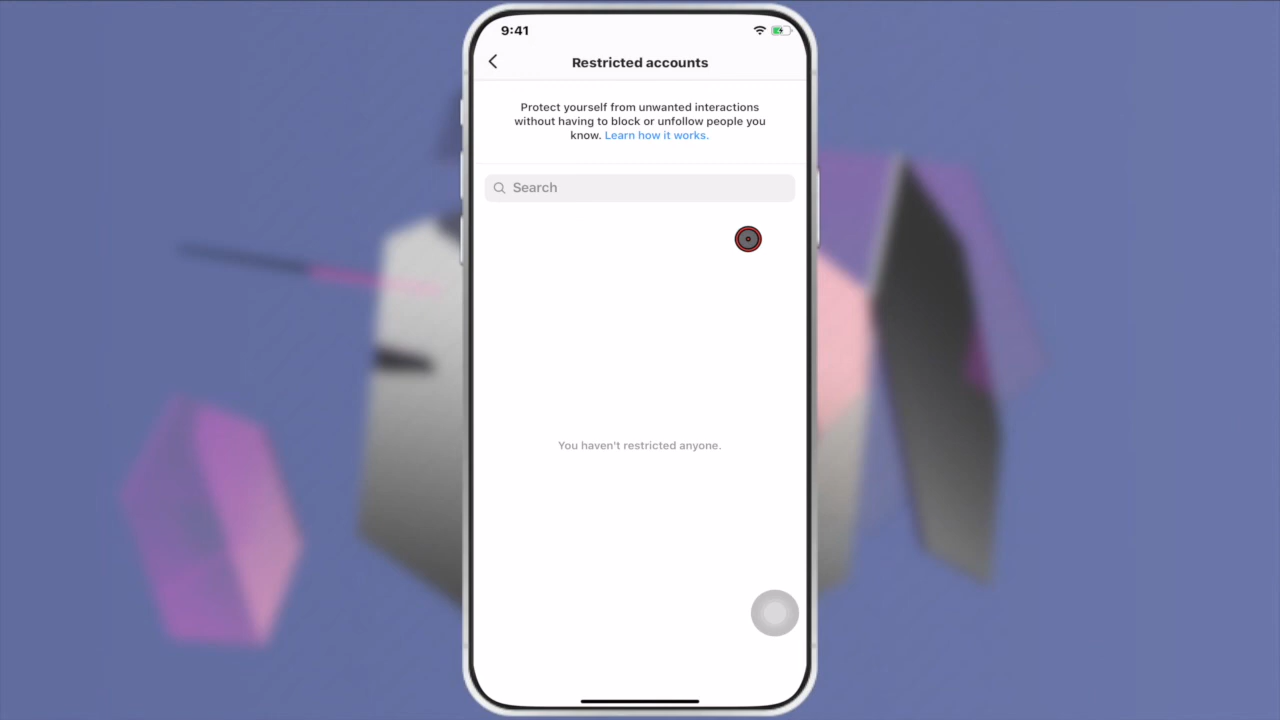 9:41
Restricted accounts
Protect yourself from unwanted interactions
without having to block or unfollow people you
know. Learn how it works.
Search
You haven't restricted anyone.